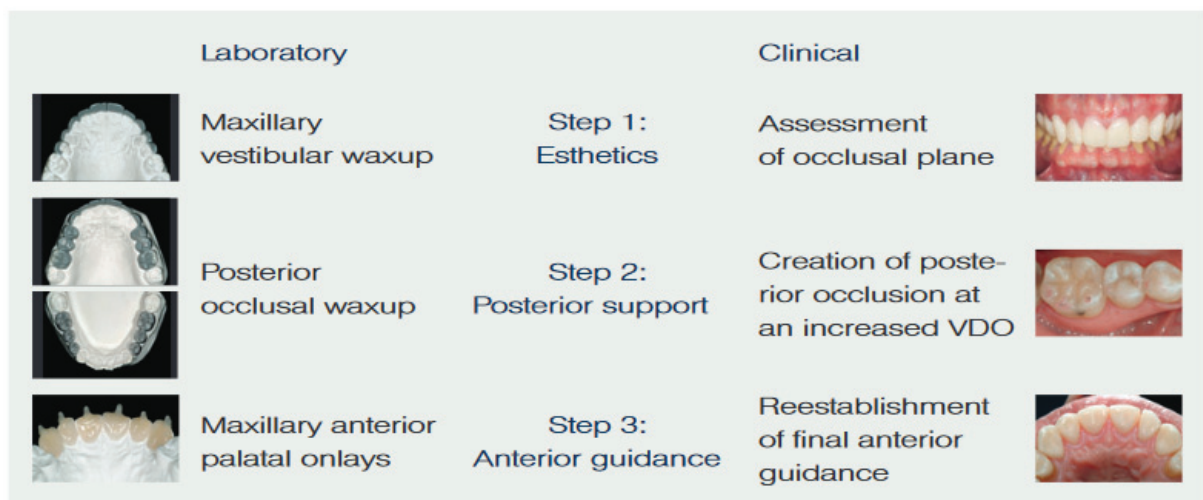 Laboratory
Clinical
Maxillary
vestibular waxup
Step 1:
Esthetics
Assessment
of occlusal plane
Posterior
occlusal waxup
Step 2:
Posterior support
Creation of poste-
rior occlusion at
an increased VDO
Maxillary anterior
palatal onlays
Step 3:
Anterior guidance
Reestablishment
of final anterior
guidance